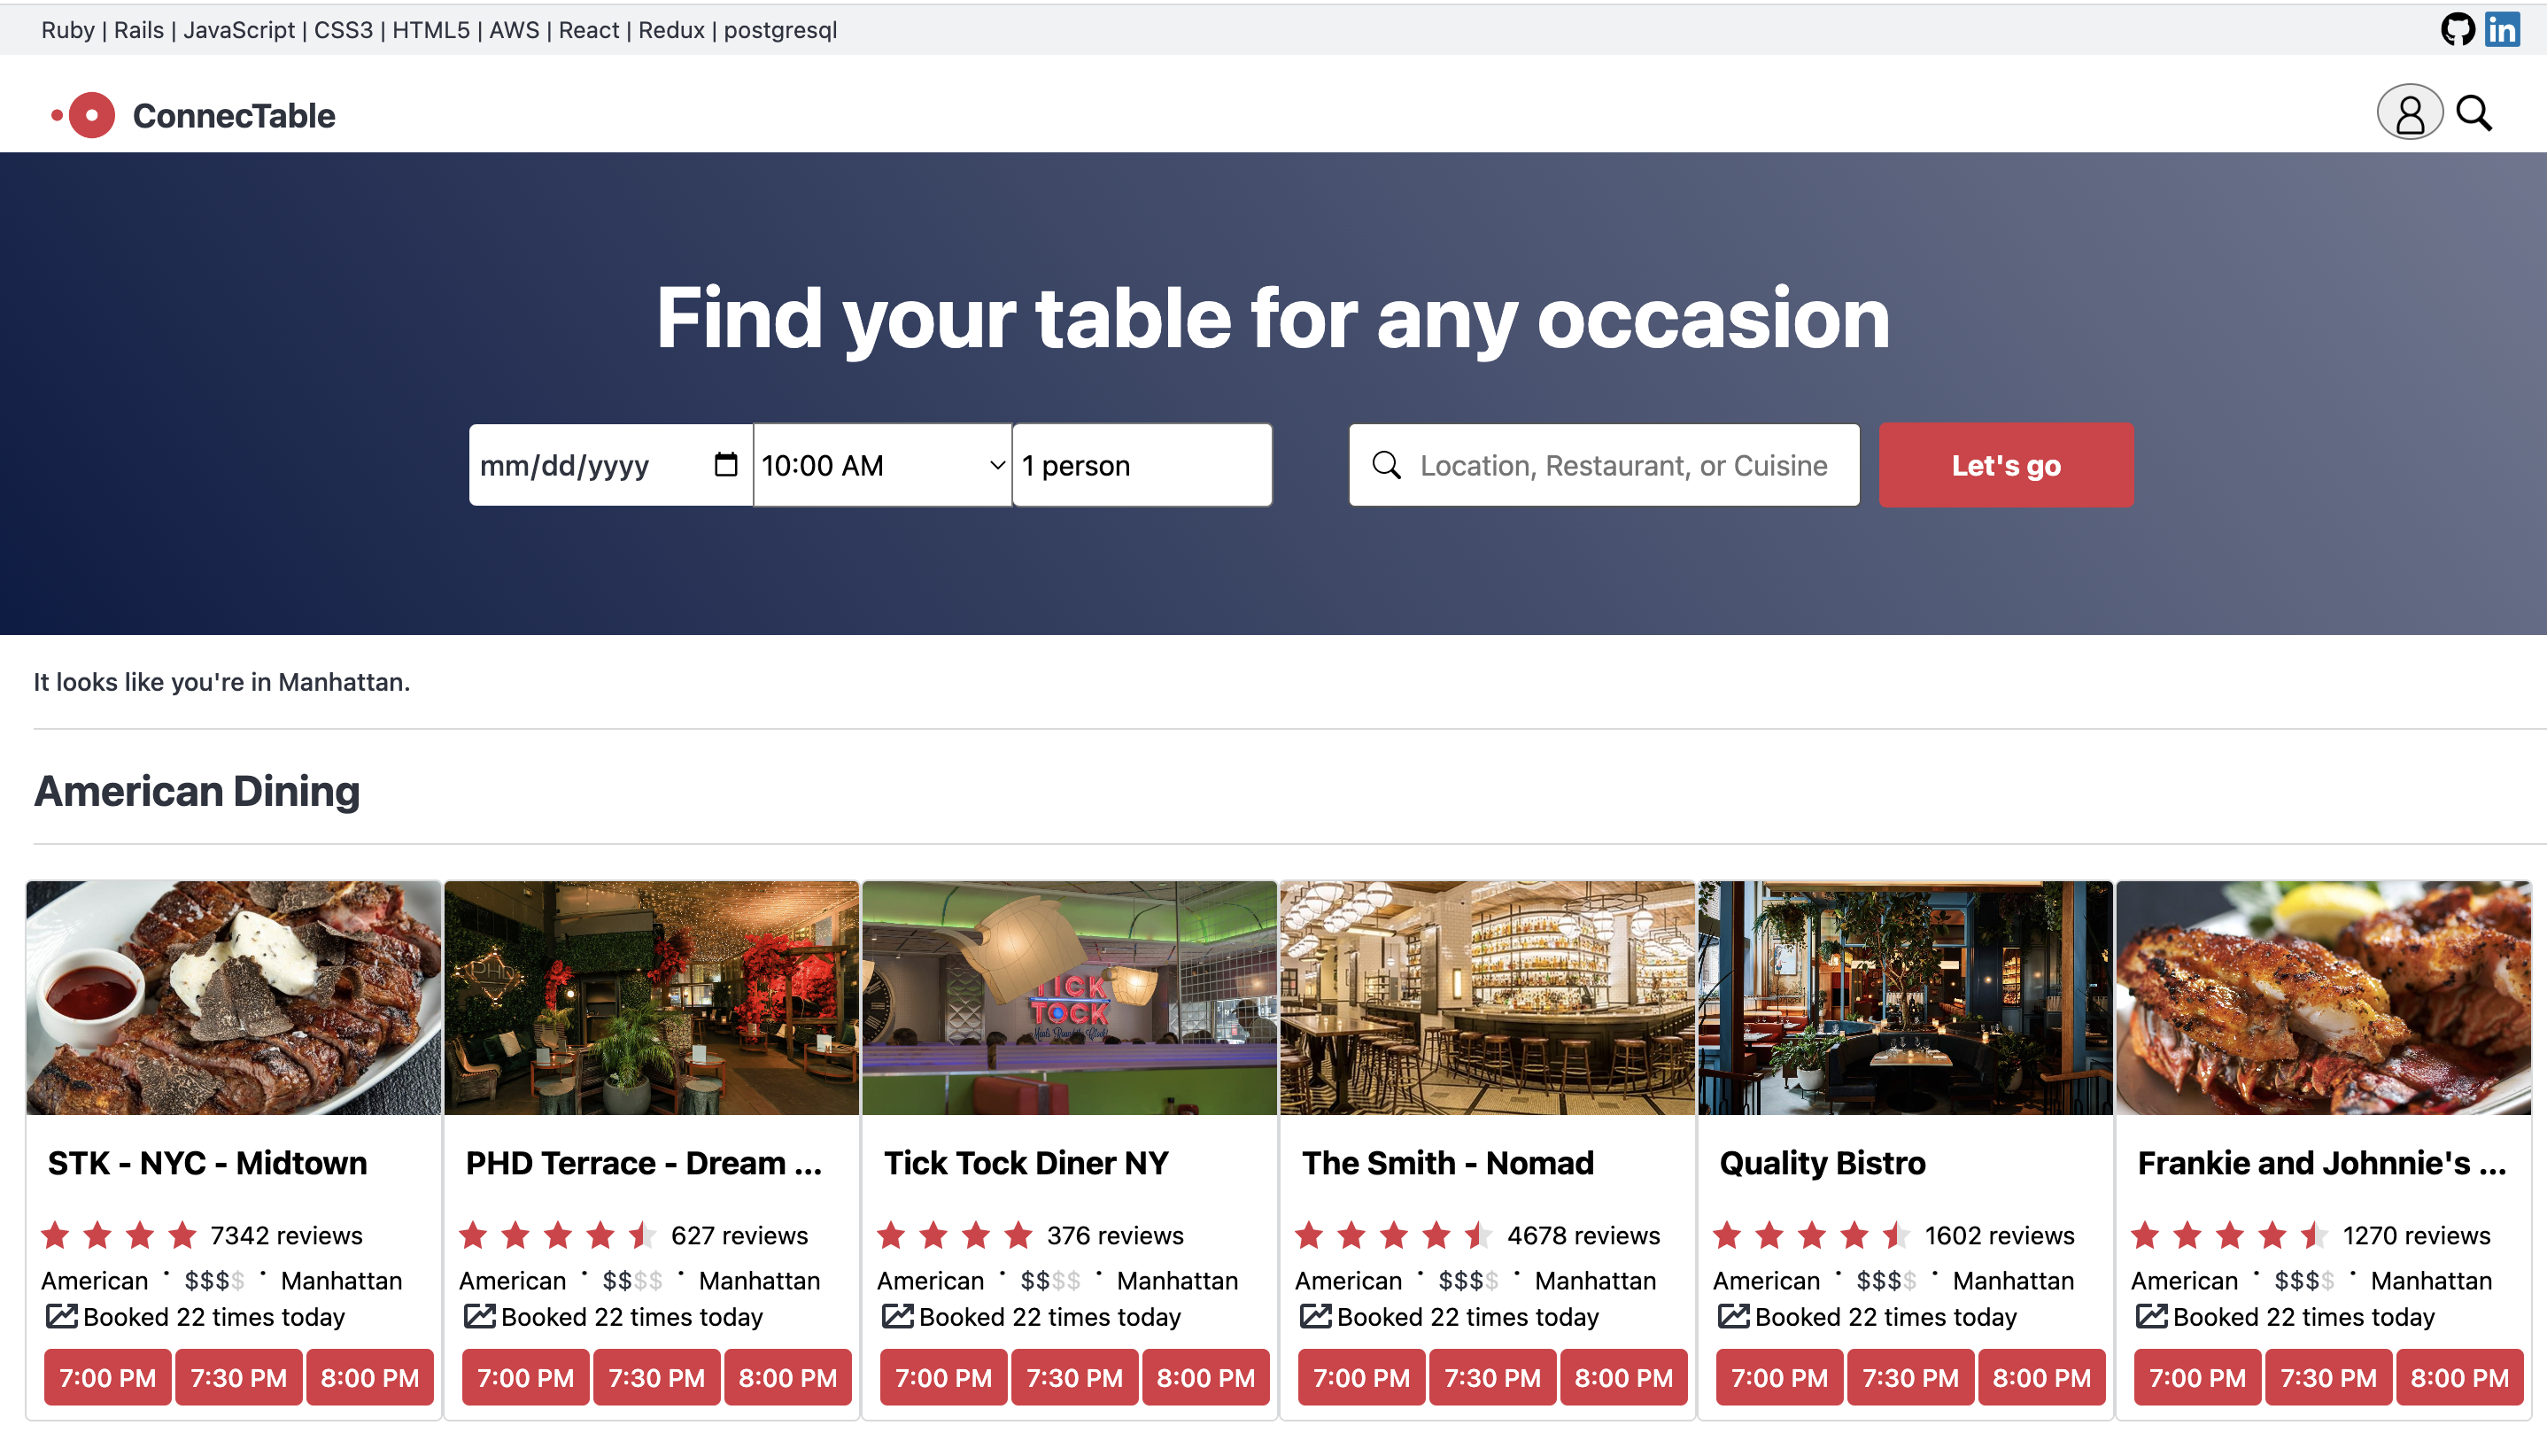 Ruby | Rails | JavaScript | CSS3 | HTML5 | AWS | React | Redux | postgresql
in
ConnecTable
Find your table for any occasion
mm/dd/yyyy 10:00 AM 1 person Location, Restaurant, or Cuisine Let's go
It looks like you're in Manhattan.
American Dining
PHD
TICK
TOCK
STK - NYC - Midtown
7342 reviews
American · $$$$ · Manhattan
Booked 22 times today
7:00 PM 7:30 PM 8:00 PM
PHD Terrace - Dream ...
627 reviews
American · $$$$ · Manhattan
Booked 22 times today
7:00 PM 7:30 PM 8:00 PM
Tick Tock Diner NY
376 reviews
American · $$$$ · Manhattan
Booked 22 times today
7:00 PM 7:30 PM 8:00 PM
The Smith - Nomad
4678 reviews
American · $$$$ · Manhattan
Booked 22 times today
7:00 PM 7:30 PM 8:00 PM
Quality Bistro
1602 reviews
American · $$$$ · Manhattan
Booked 22 times today
7:00 PM 7:30 PM 8:00 PM
Frankie and Johnnie's ...
1270 reviews
American · $$$$ · Manhattan
Booked 22 times today
7:00 PM 7:30 PM 8:00 PM